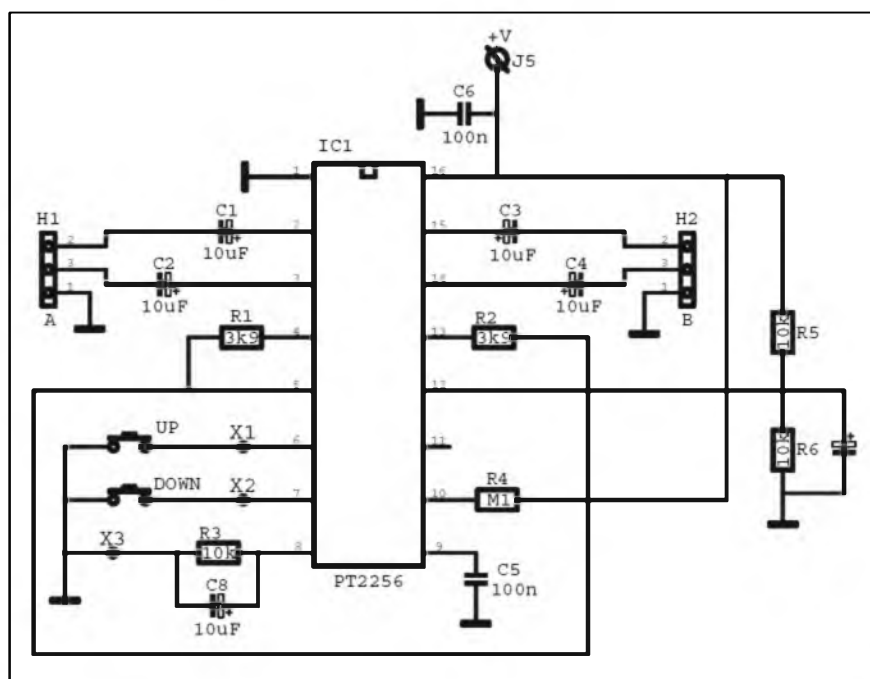 +V
J5
C6
100n
IC1
1
16
H1
C1
2
15
C3
H2
2
10uF
10uF
2
3
C2
3
14
C4
3
1
10uF
10uF
1
A
R1
4
13
R2
B
3k9
3k9
10k
R5
5
12
UP
X1
6
11
10k
R6
DOWN
X2
7
10
R4
M1
X3
R3
10k
8
9
C5
100n
C8
10uF
PT2256